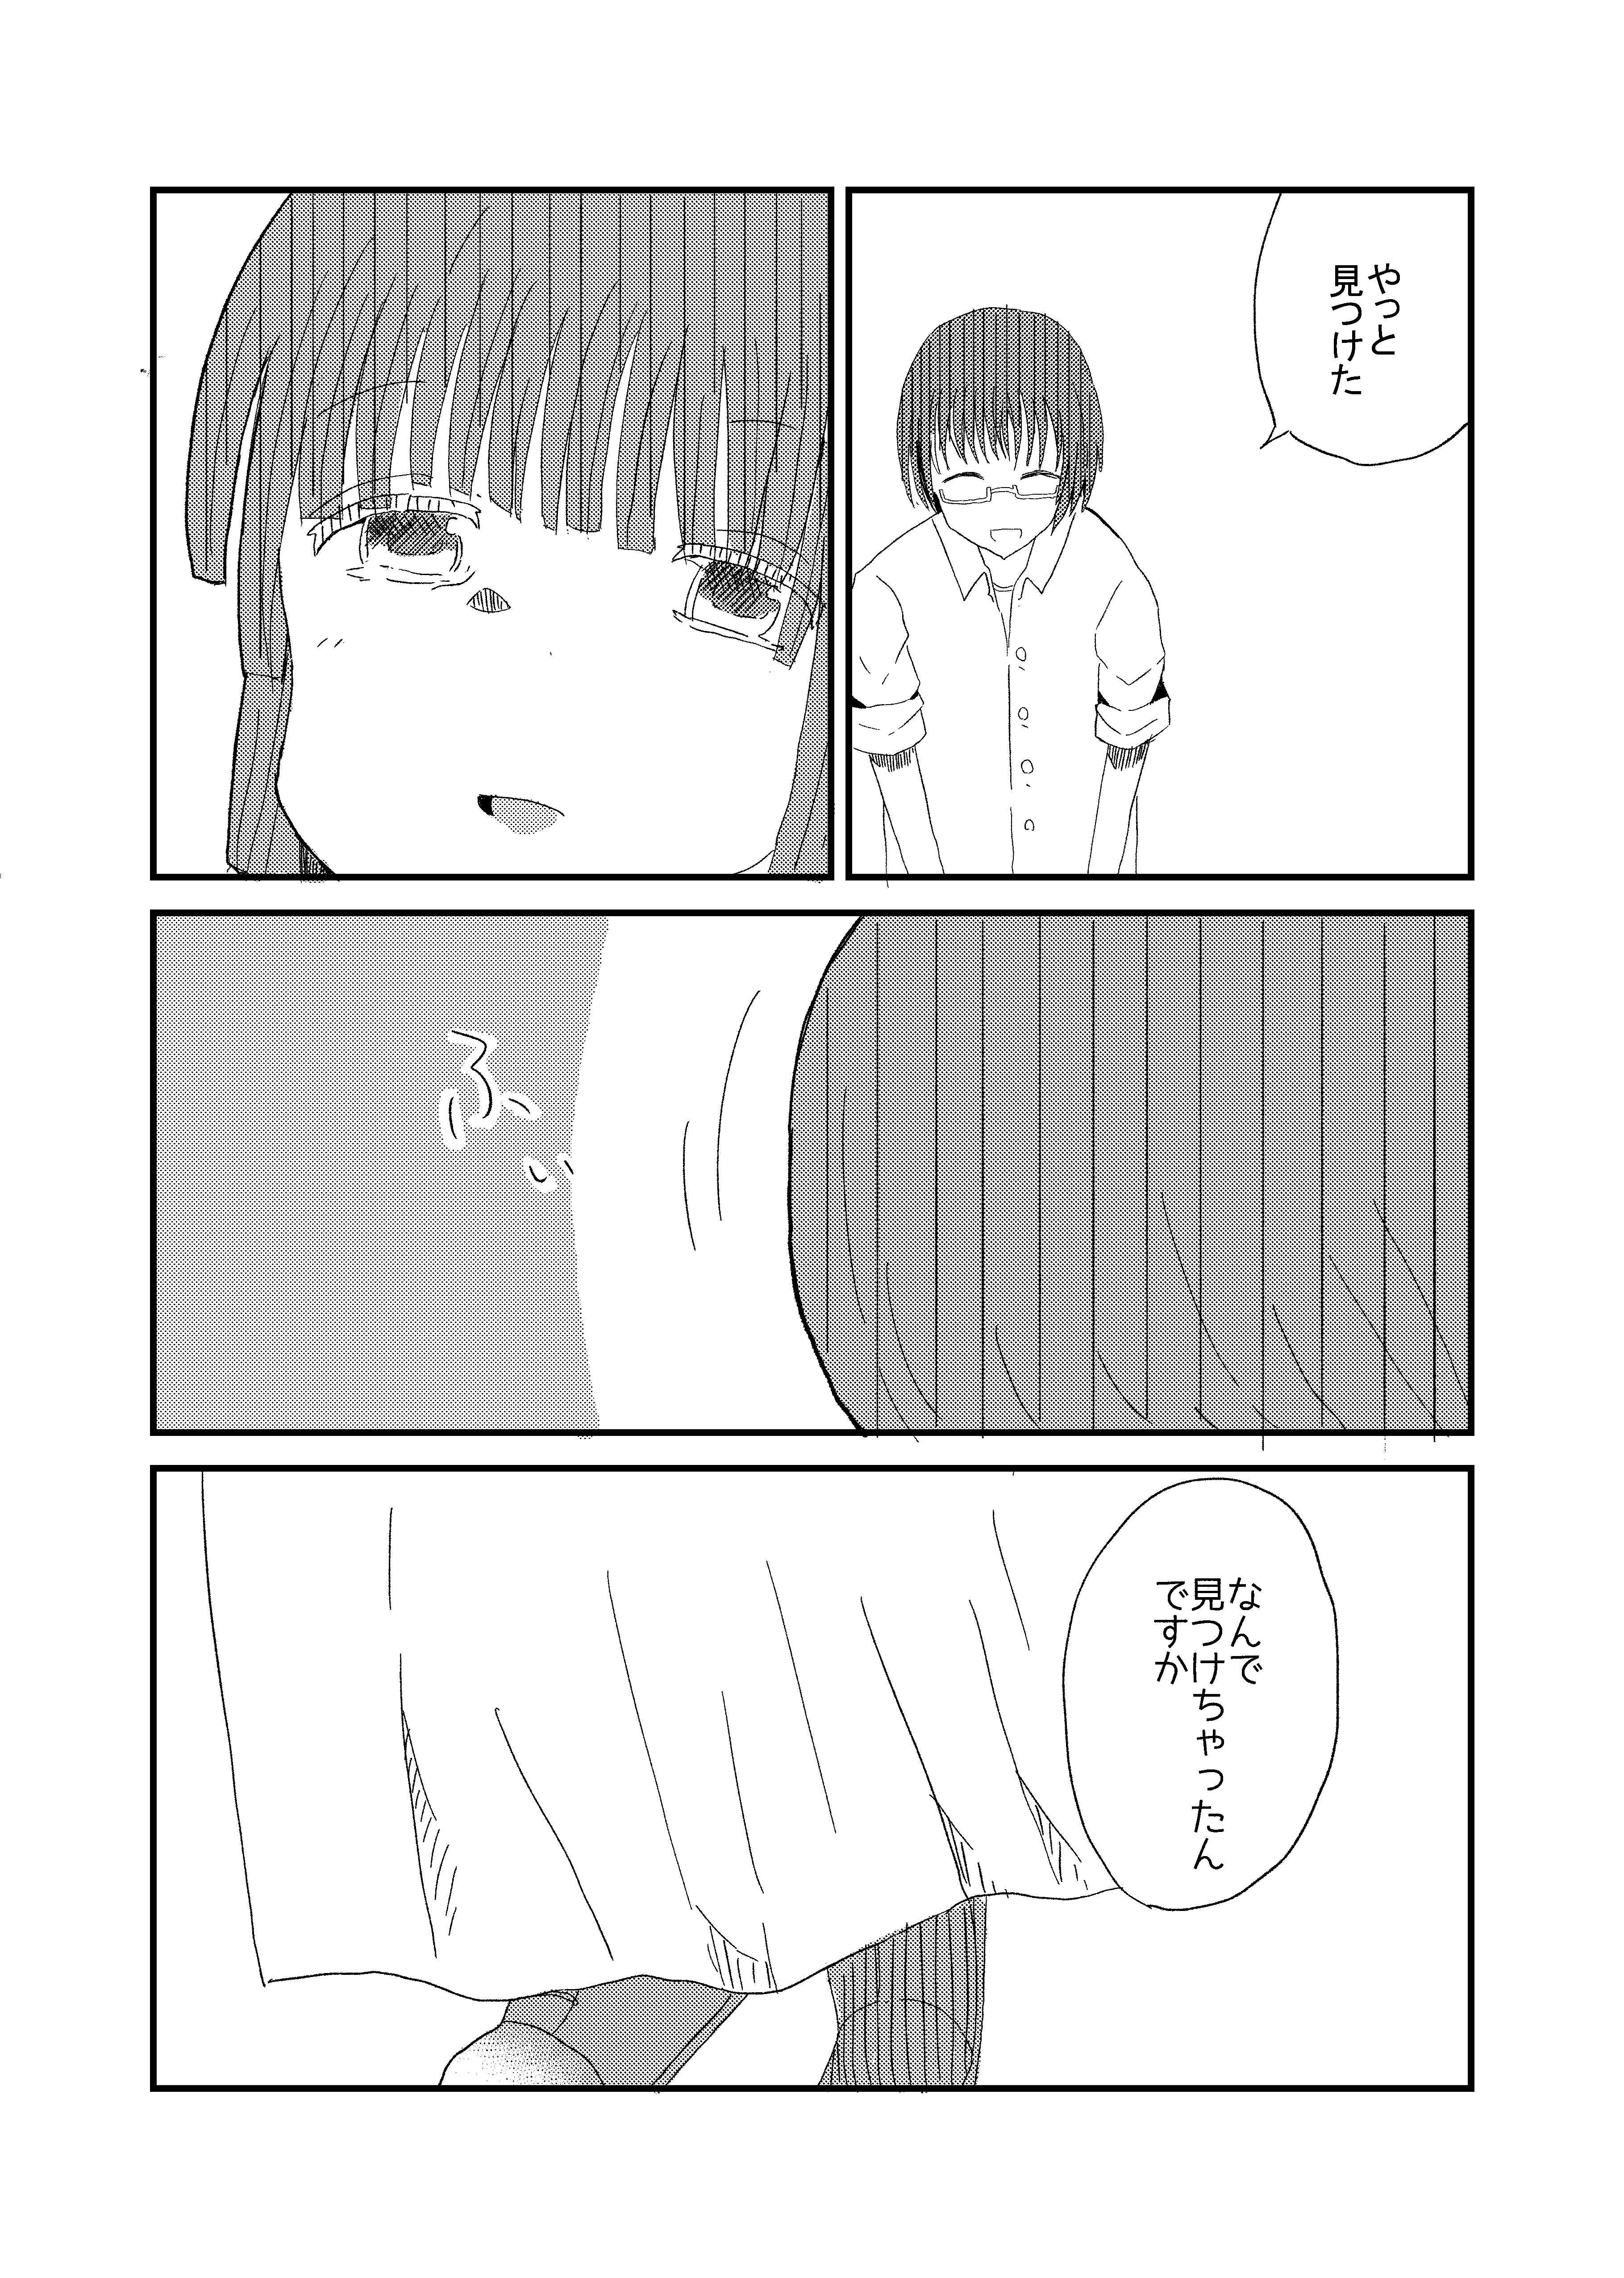 やっと
見つけた
ふい
なんで
見つけちゃったん
ですか